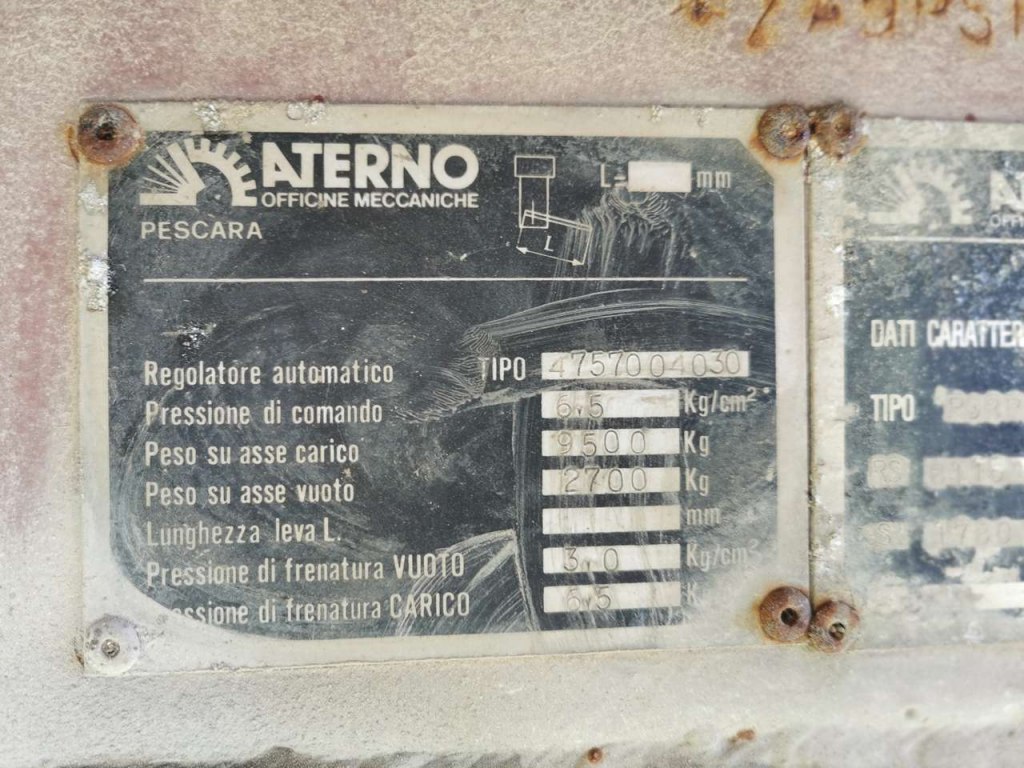 ATERNO
OFFICINE MECCANICHE
PESCARA
L= mm
L
Regolatore automatico TIPO 4757004030
Pressione di comando 6.5 Kg/cm²
Peso su asse carico 9500 Kg
Peso su asse vuoto 2700 Kg
Lunghezza leva L. mm
Pressione di frenatura VUOTO 3.0 Kg/cm²
ssione di frenatura CARICO 6.5 K
DATI CARATTER
TIPO